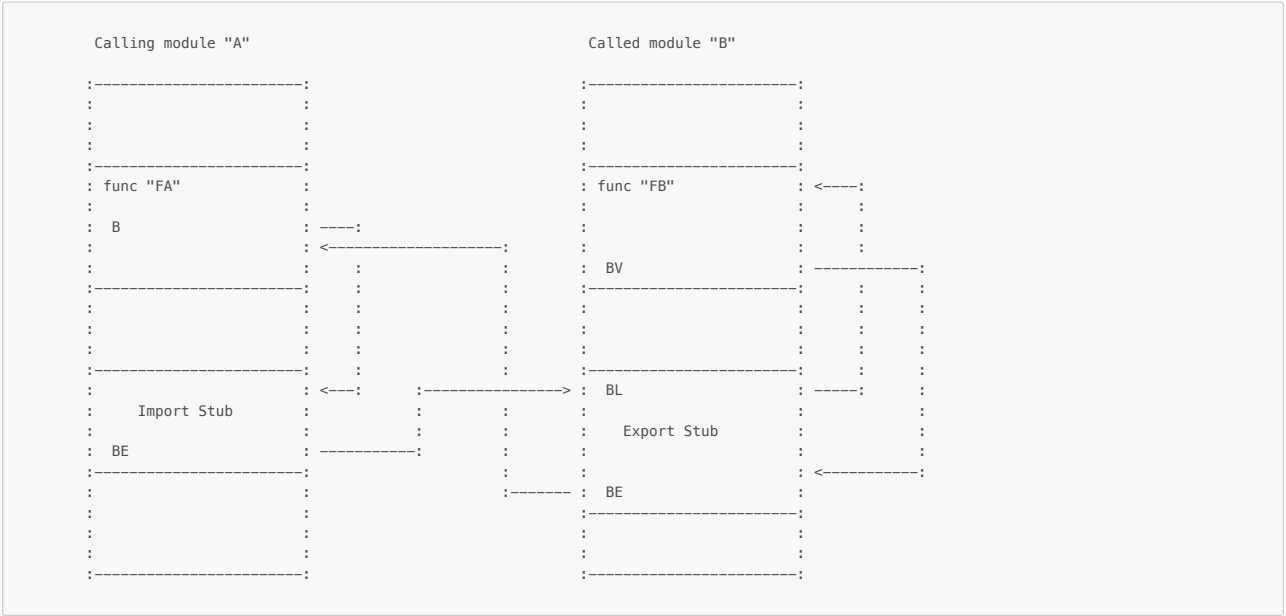 Calling module "A" Called module "B"
func "FA" func "FB"
B
BV
BL
Import Stub
Export Stub
BE
BE